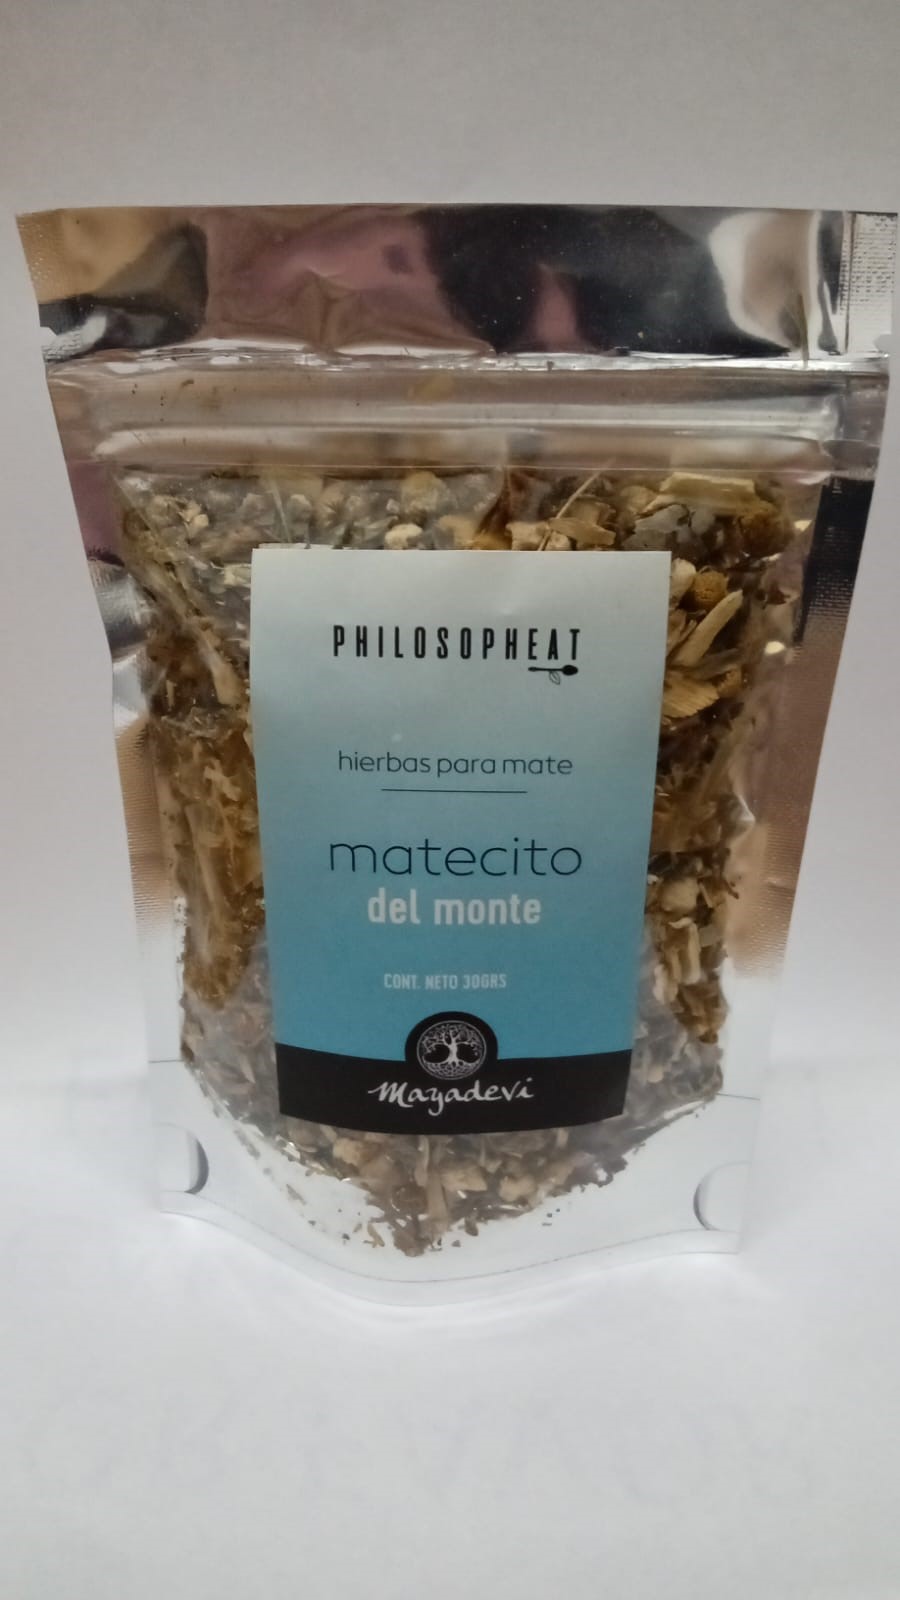 PHILOSOPHEAT
hierbas para mate
matecito
del monte
CONT. NETO 30GRS
Mayadevi